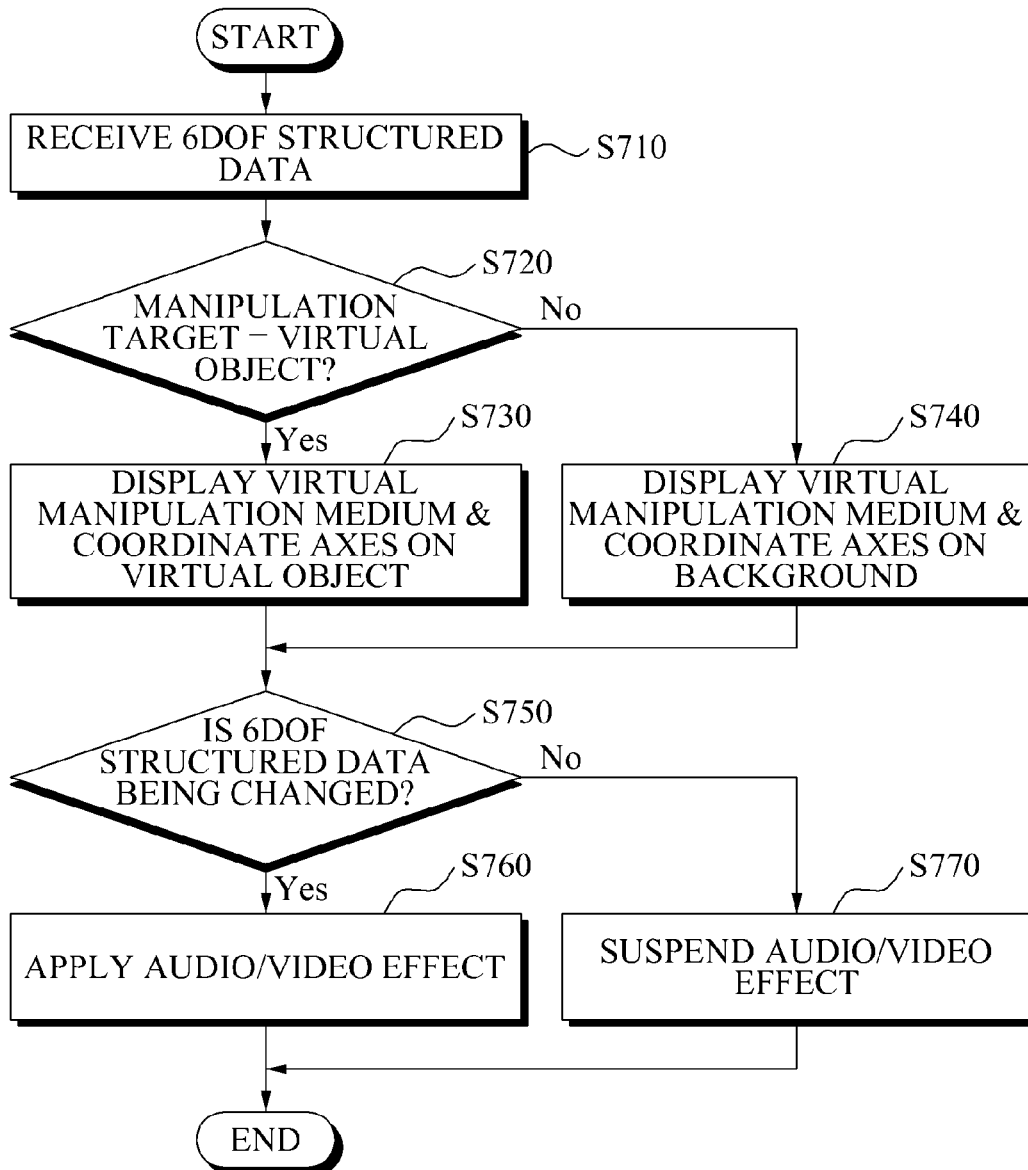 START
RECEIVE 6DOF STRUCTURED
DATA
S710
S720
MANIPULATION
TARGET – VIRTUAL
OBJECT?
No
Yes
S730
S740
DISPLAY VIRTUAL
MANIPULATION MEDIUM &
COORDINATE AXES ON
VIRTUAL OBJECT
DISPLAY VIRTUAL
MANIPULATION MEDIUM &
COORDINATE AXES ON
BACKGROUND
S750
IS 6DOF
STRUCTURED DATA
BEING CHANGED?
No
Yes
S760
S770
APPLY AUDIO/VIDEO EFFECT
SUSPEND AUDIO/VIDEO
EFFECT
END